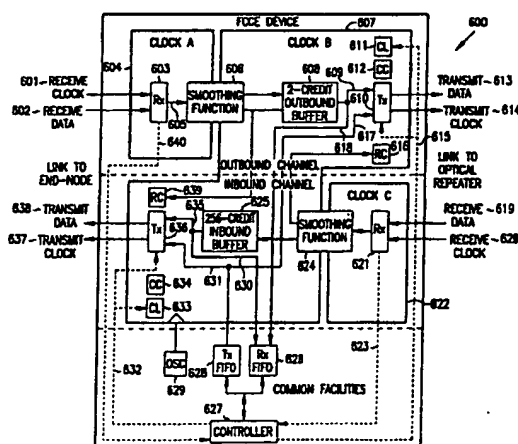 FCCE DEVICE
600
CLOCK A
CLOCK B
607
604
603
606
608
609
611
CL
612
CC
610
601
RECEIVE CLOCK
602
RECEIVE DATA
Rx
605
SMOOTHING FUNCTION
2-CREDIT OUTBOUND BUFFER
Tx
TRANSMIT DATA
613
TRANSMIT CLOCK
614
640
617
618
615
RC
616
LINK TO END-NODE
OUTBOUND CHANNEL
INBOUND CHANNEL
LINK TO OPTICAL REPEATER
RC
639
635
625
CLOCK C
638
TRANSMIT DATA
637
TRANSMIT CLOCK
Tx
636
256-CREDIT INBOUND BUFFER
SMOOTHING FUNCTION
624
Rx
621
RECEIVE DATA
619
RECEIVE CLOCK
620
631
630
CC
634
CL
633
622
632
OSC
629
Tx FIFO
626
Rx FIFO
628
623
COMMON FACILITIES
627
CONTROLLER